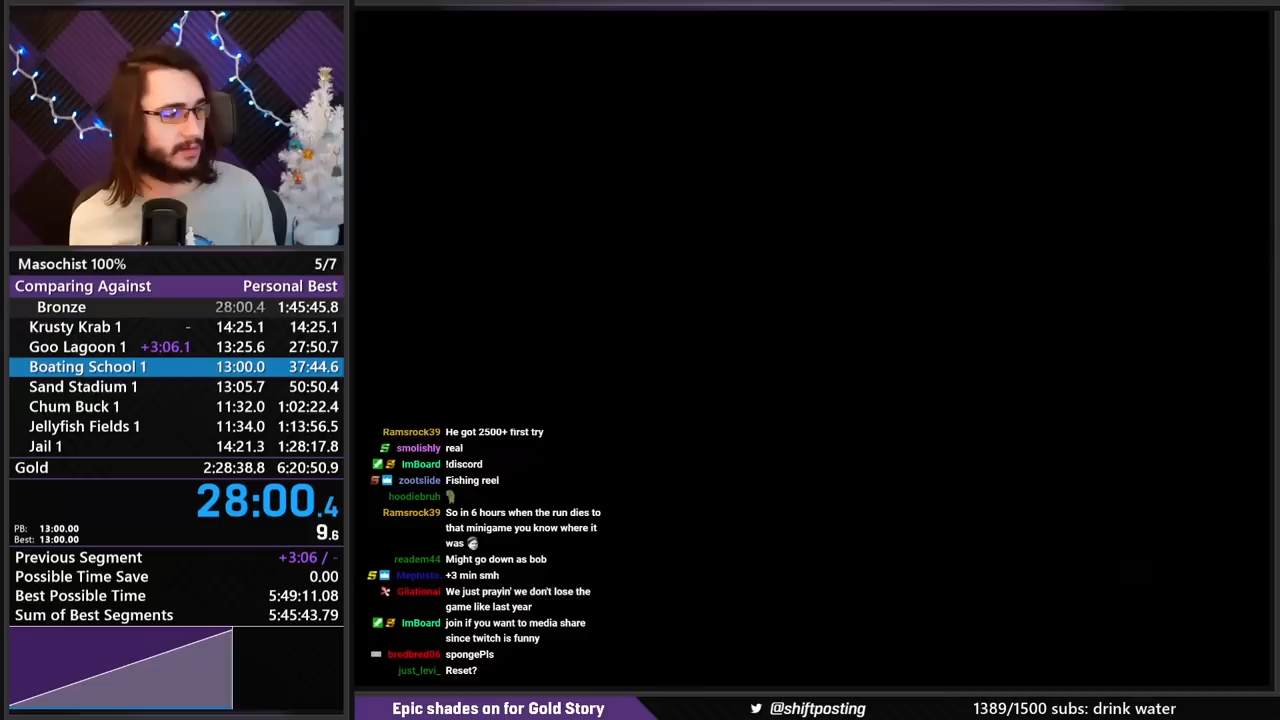 Masochist 100% 5/7
Comparing Against Personal Best
Bronze 28:00.4 1:45:45.8
Krusty Krab 1 - 14:25.1 14:25.1
Goo Lagoon 1 +3:06.1 13:25.6 27:50.7
Boating School 1 13:00.0 37:44.6
Sand Stadium 1 13:05.7 50:50.4
Chum Buck 1 11:32.0 1:02:22.4
Jellyfish Fields 1 11:34.0 1:13:56.5
Jail 1 14:21.3 1:28:17.8
Gold 2:28:38.8 6:20:50.9
28:00.4
PB: 13:00.00
Best: 13:00.00
9.6
Previous Segment +3:06 / -
Possible Time Save 0.00
Best Possible Time 5:49:11.08
Sum of Best Segments 5:45:43.79
Ramsrock39 He got 2500+ first try
smolishly real
ImBoard !discord
zootslide Fishing reel
hoodiebruh
Ramsrock39 So in 6 hours when the run dies to
that minigame you know where it
was
readem44 Might go down as bob
Mephisto_ +3 min smh
Gilational We just prayin' we don't lose the
game like last year
ImBoard join if you want to media share
since twitch is funny
bredbred06 spongePls
just_levi_ Reset?
Epic shades on for Gold Story
@shiftposting
1389/1500 subs: drink water